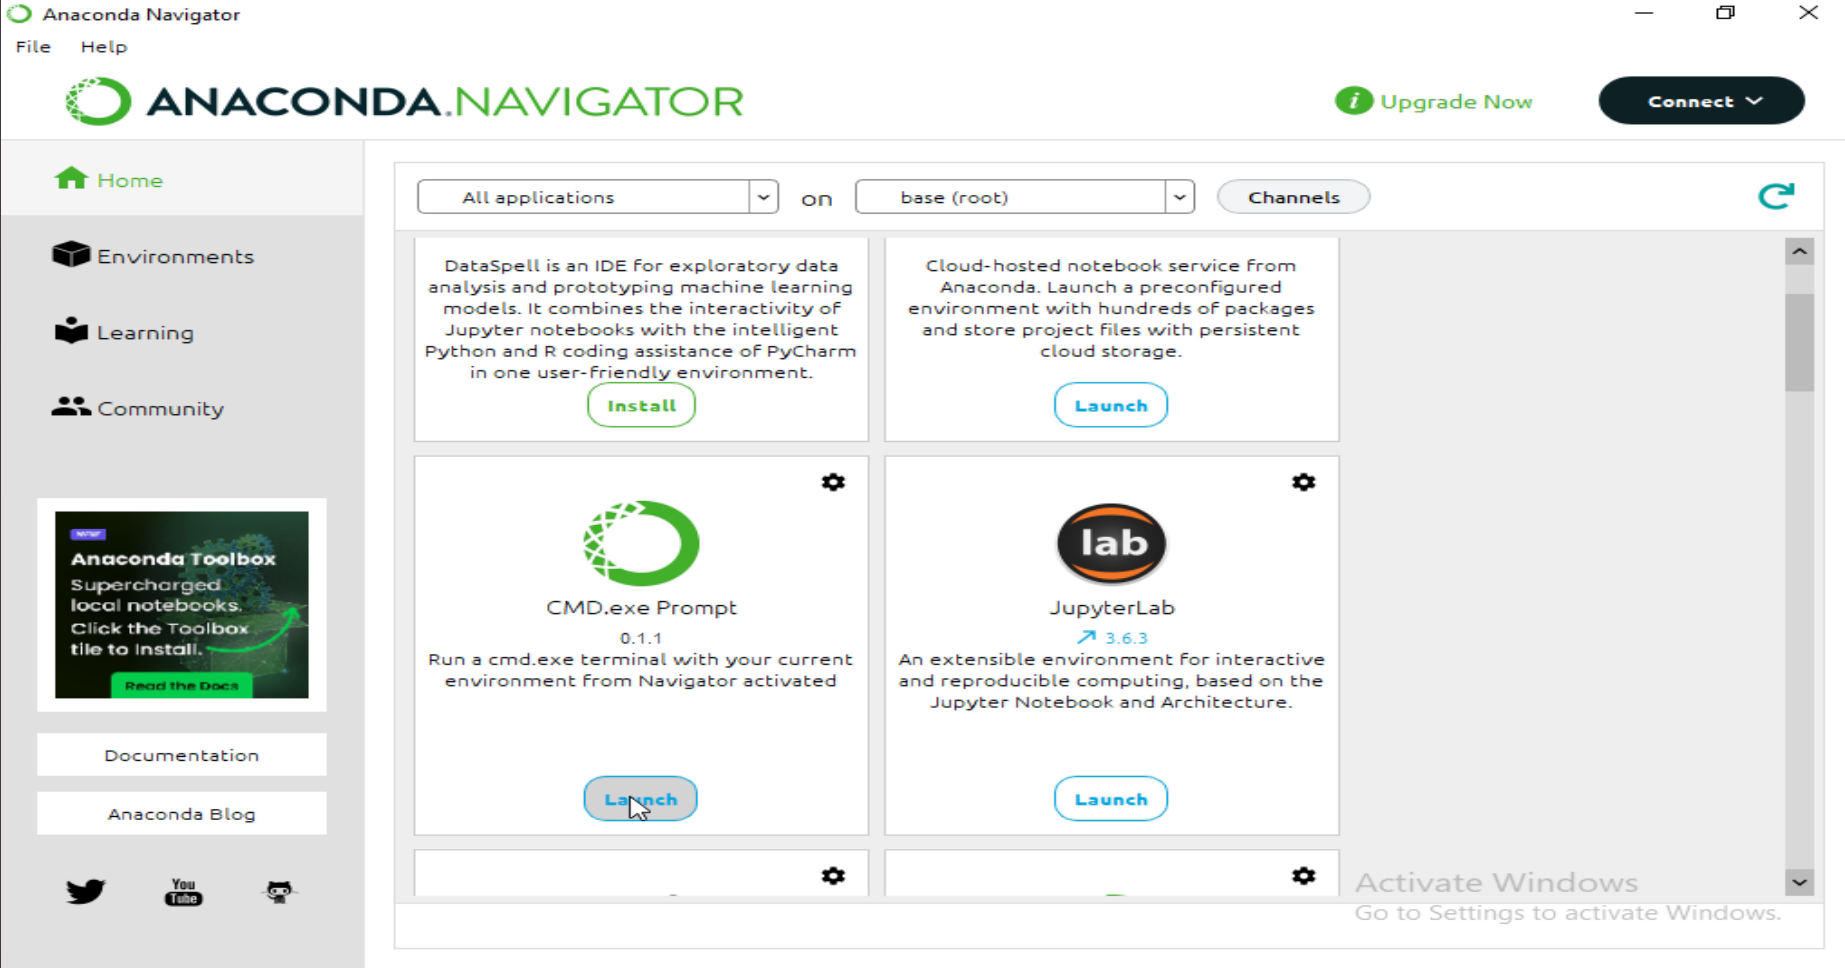 Anaconda Navigator
File Help
ANACONDA.NAVIGATOR
Upgrade Now
Connect
Home
Environments
Learning
Community
NEW
Anaconda Toolbox
Supercharged
local notebooks.
Click the Toolbox
tile to Install.
Read the Docs
Documentation
Anaconda Blog
You
Tube
All applications on base (root) Channels
DataSpell is an IDE for exploratory data
analysis and prototyping machine learning
models. It combines the interactivity of
Jupyter notebooks with the intelligent
Python and R coding assistance of PyCharm
in one user-friendly environment.
Install
Cloud-hosted notebook service from
Anaconda. Launch a preconfigured
environment with hundreds of packages
and store project files with persistent
cloud storage.
Launch
CMD.exe Prompt
0.1.1
Run a cmd.exe terminal with your current
environment from Navigator activated
Launch
lab
JupyterLab
3.6.3
An extensible environment for interactive
and reproducible computing, based on the
Jupyter Notebook and Architecture.
Launch
Activate Windows
Go to Settings to activate Windows.